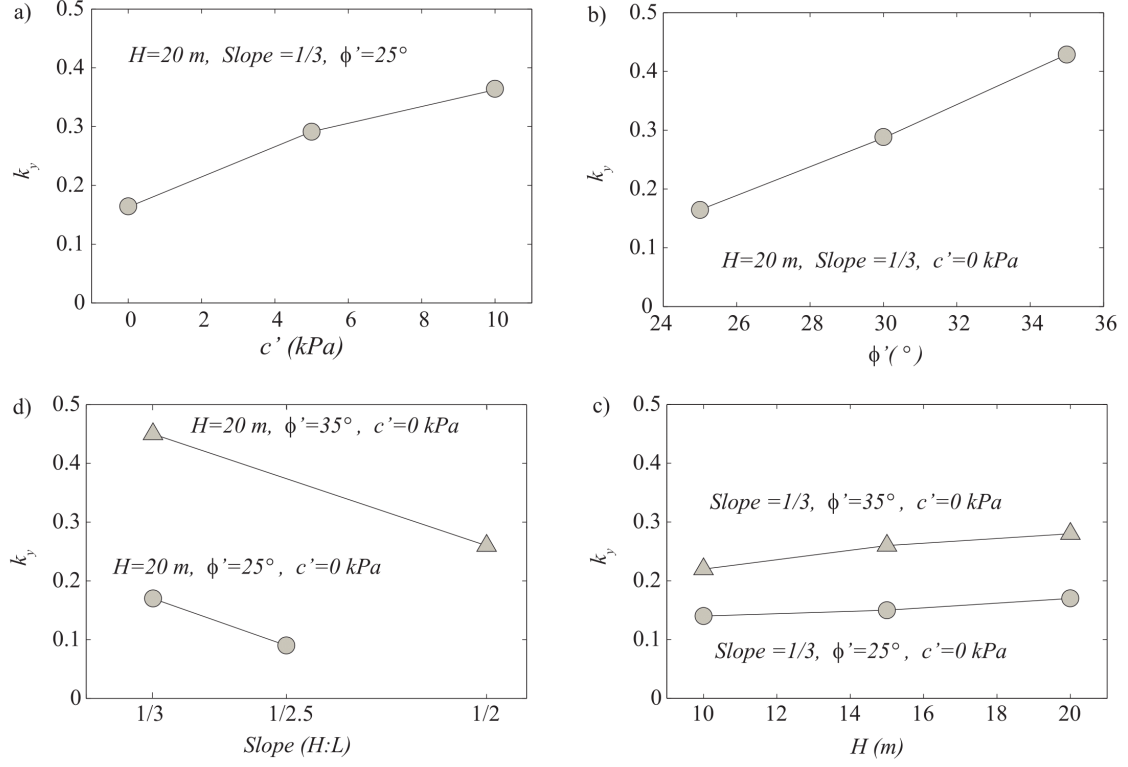 a)
0.5
0.4
0.3
0.2
0.1
0
k_y
H=20 m, Slope =1/3, ϕ’=25°
0 2 4 6 8 10
c’ (kPa)
b)
0.5
0.4
0.3
0.2
0.1
0
k_y
H=20 m, Slope =1/3, c’=0 kPa
24 26 28 30 32 34 36
ϕ’(°)
d)
0.5
0.4
0.3
0.2
0.1
0
k_y
H=20 m, ϕ’=35°, c’=0 kPa
H=20 m, ϕ’=25°, c’=0 kPa
1/3 1/2.5 1/2
Slope (H:L)
c)
0.5
0.4
0.3
0.2
0.1
0
k_y
Slope =1/3, ϕ’=35°, c’=0 kPa
Slope =1/3, ϕ’=25°, c’=0 kPa
10 12 14 16 18 20
H (m)